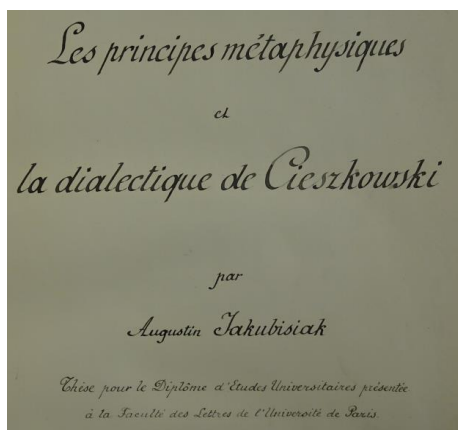 Les principes métaphysiques
et
la dialectique de Cieszkowski
par
Augustin Jakubisiak
Thèse pour le Diplôme d'Etudes Universitaires présentée
à la Faculté des Lettres de l'Université de Paris.